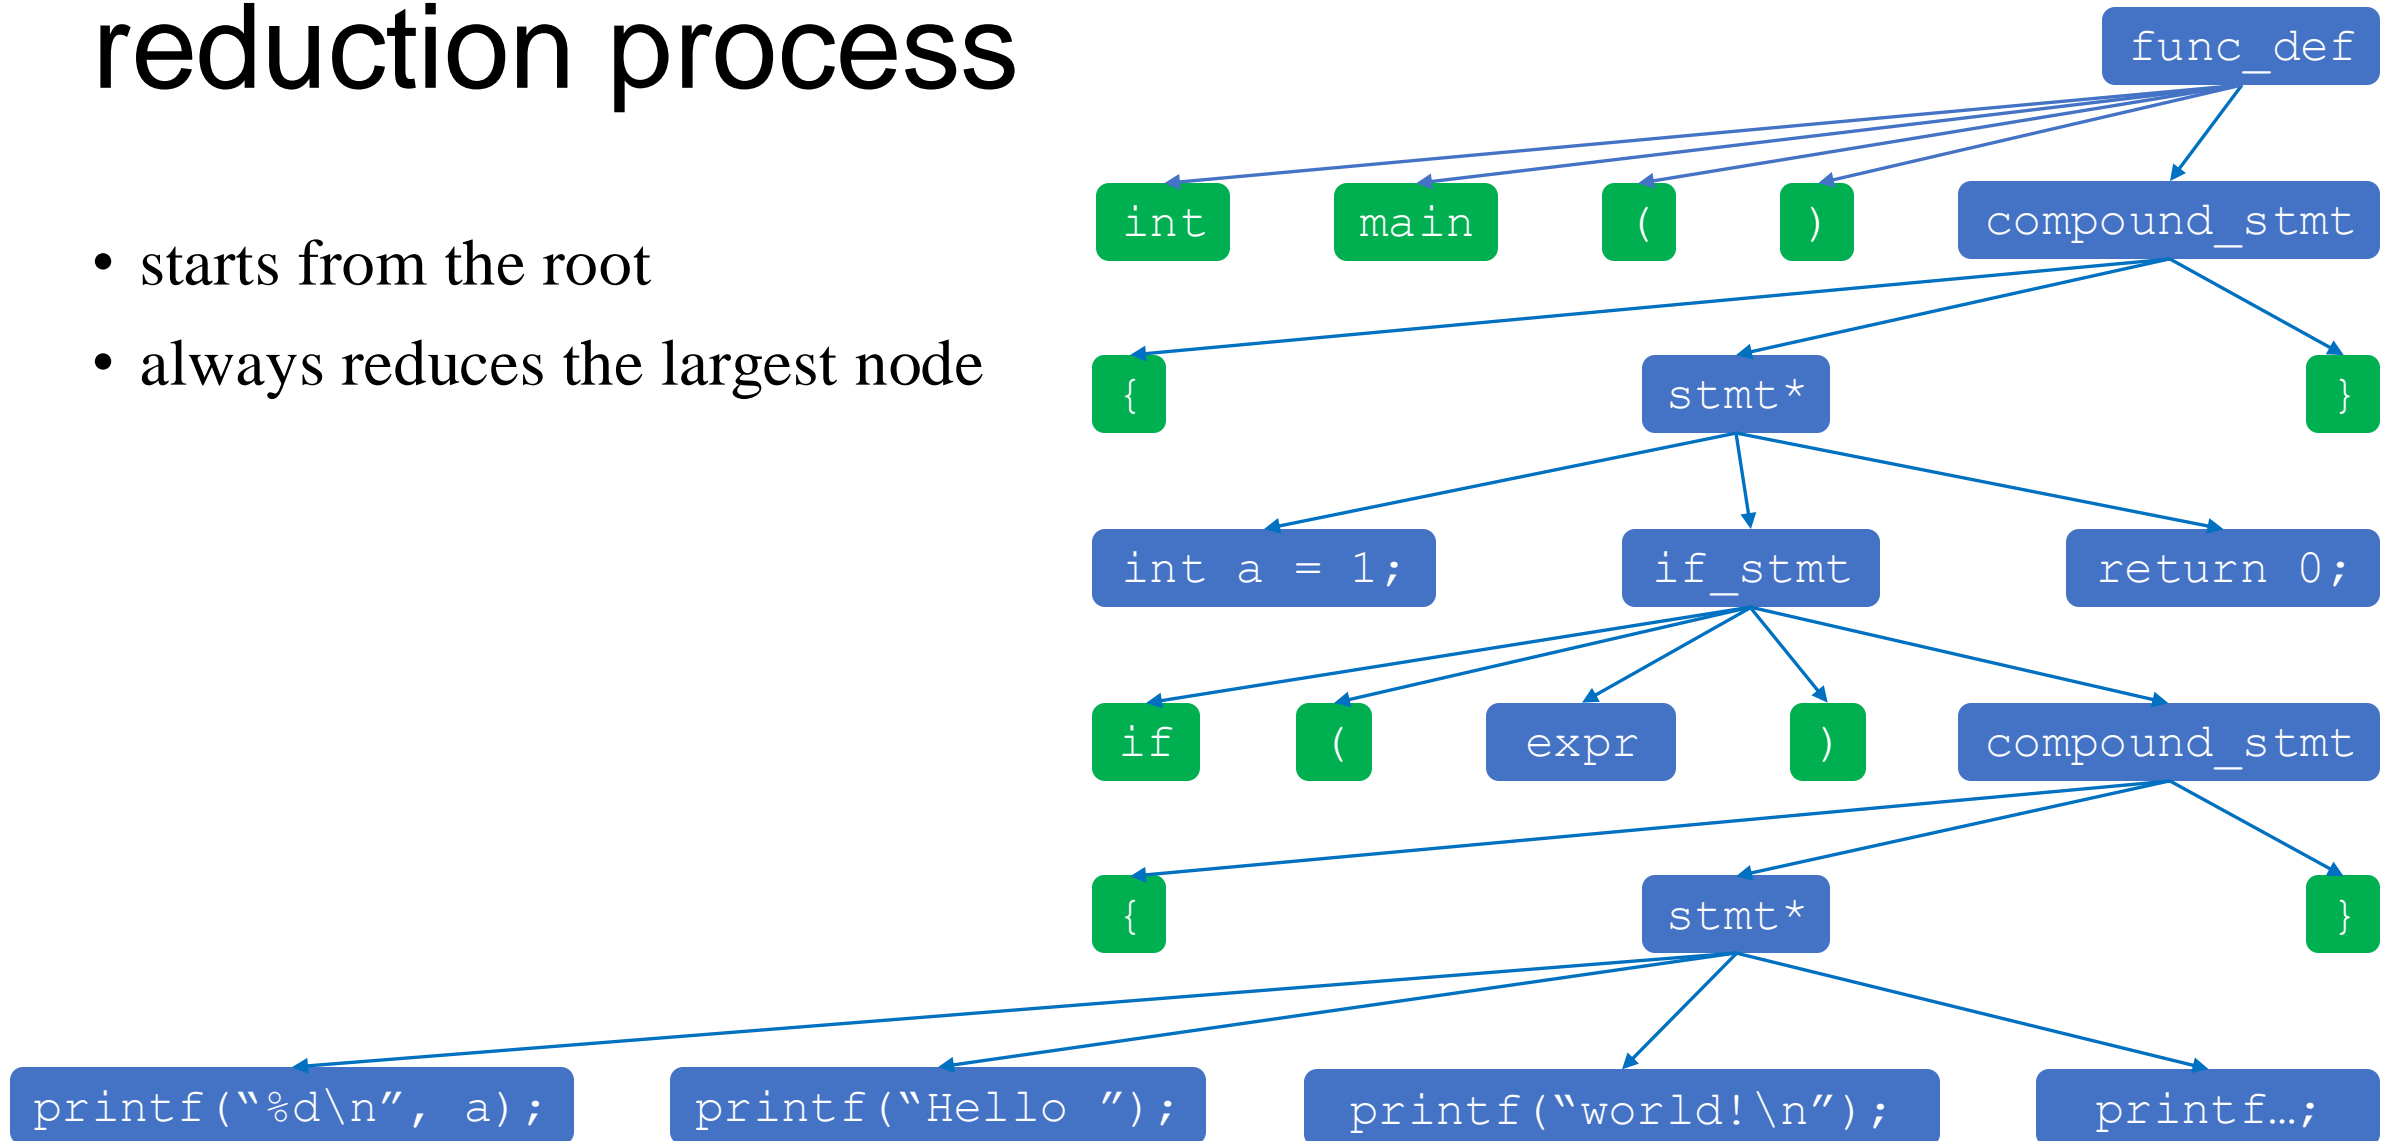 reduction process
• starts from the root
• always reduces the largest node
func_def
int main ( ) compound_stmt
{ stmt* }
int a = 1; if_stmt return 0;
if ( expr ) compound_stmt
{ stmt* }
printf(“%d\n”, a); printf(“Hello ”); printf(“world!\n”); printf…;